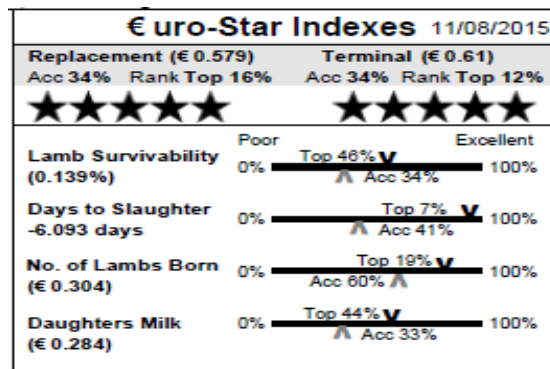 €uro-Star Indexes 11/08/2015
Replacement (€ 0.579) Terminal (€ 0.61)
Acc 34% Rank Top 16% Acc 34% Rank Top 12%
Poor Excellent
Lamb Survivability 0% Top 46% 100%
(0.139%) Acc 34%
Days to Slaughter 0% Top 7% 100%
-6.093 days Acc 41%
No. of Lambs Born 0% Top 19% 100%
(€ 0.304) Acc 60%
Daughters Milk 0% Top 44% 100%
(€ 0.284) Acc 33%